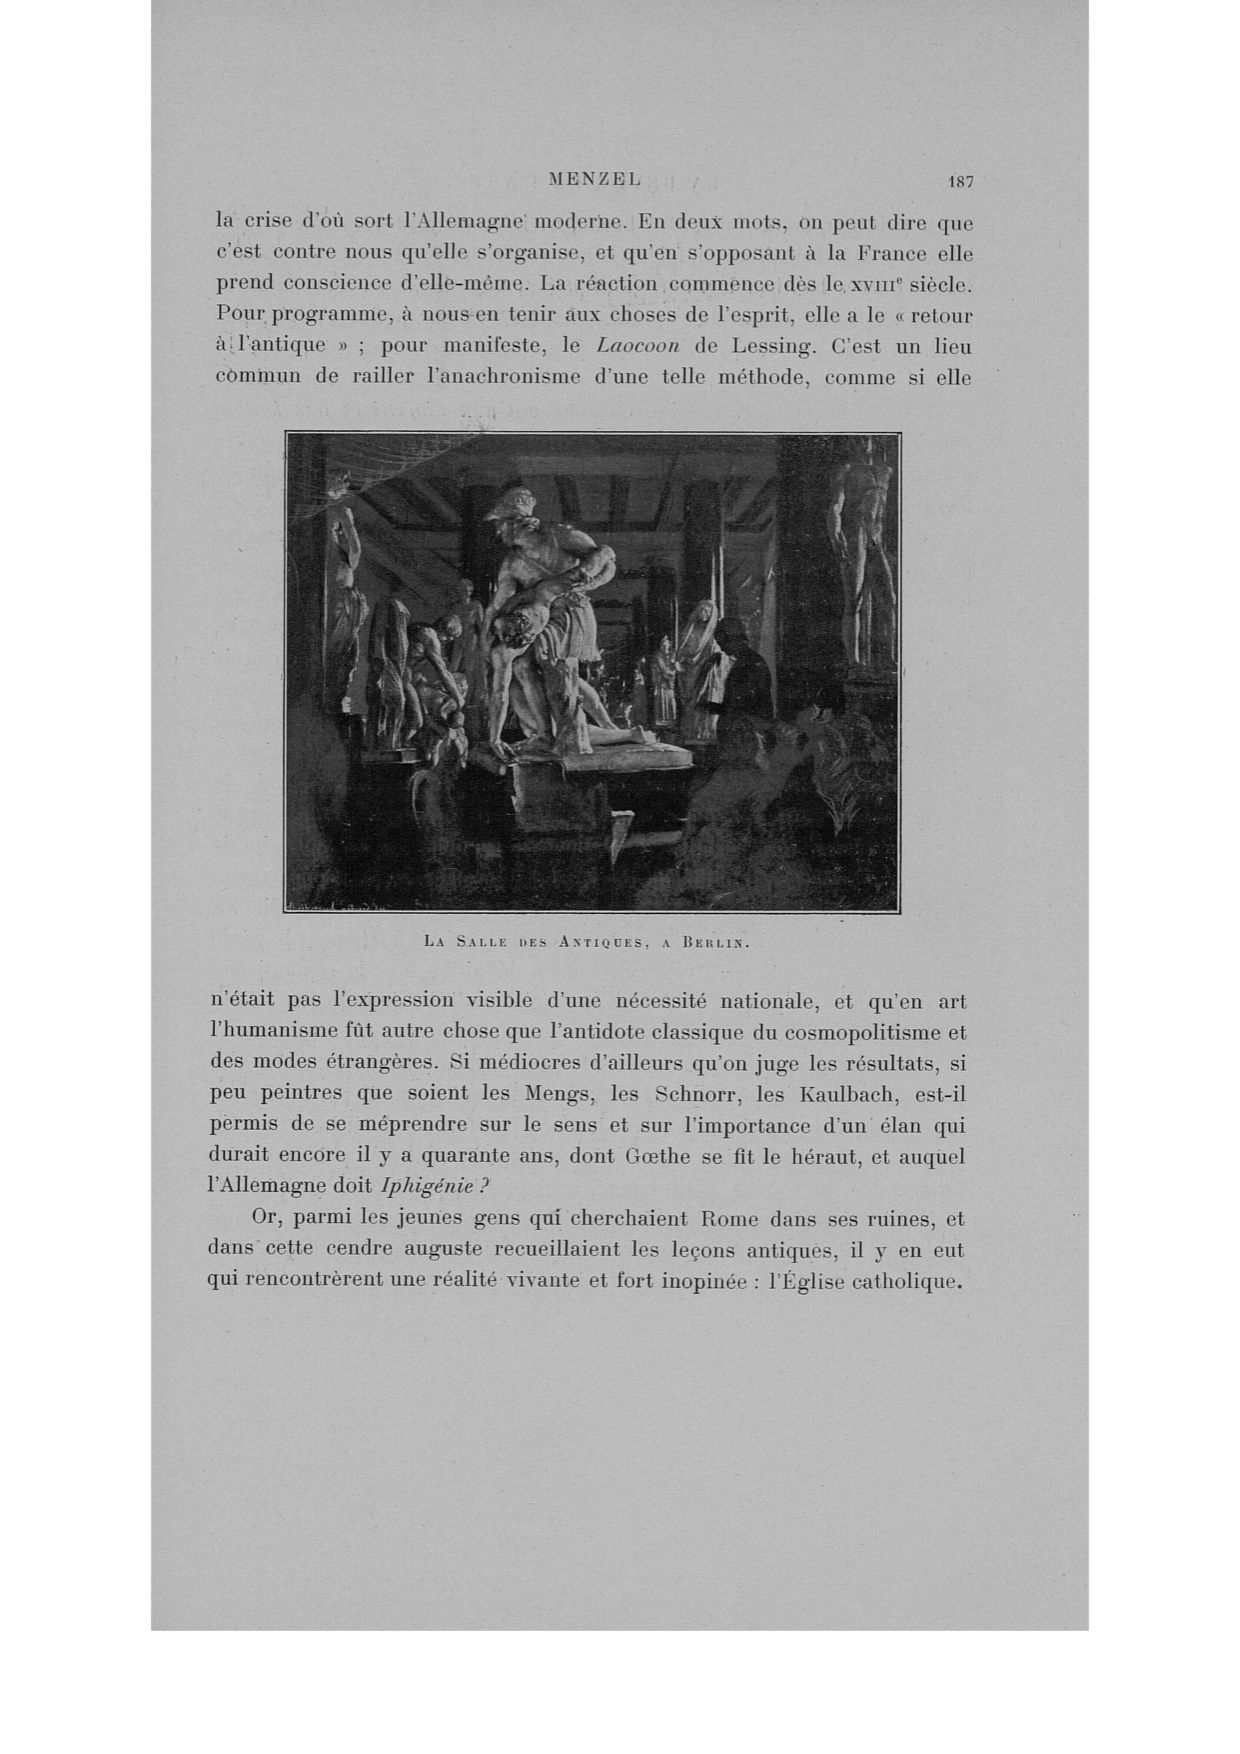 MENZEL 187
la crise d'où sort l'Allemagne moderne. En deux mots, on peut dire que
c'est contre nous qu'elle s'organise, et qu'en s'opposant à la France elle
prend conscience d'elle-même. La réaction commence dès le XVIIIe siècle.
Pour programme, à nous en tenir aux choses de l'esprit, elle a le « retour
à l'antique » ; pour manifeste, le Laocoon de Lessing. C'est un lieu
commun de railler l'anachronisme d'une telle méthode, comme si elle
LA SALLE DES ANTIQUES, A BERLIN.
n'était pas l'expression visible d'une nécessité nationale, et qu'en art
l'humanisme fût autre chose que l'antidote classique du cosmopolitisme et
des modes étrangères. Si médiocres d'ailleurs qu'on juge les résultats, si
peu peintres que soient les Mengs, les Schnorr, les Kaulbach, est-il
permis de se méprendre sur le sens et sur l'importance d'un élan qui
durait encore il y a quarante ans, dont Gœthe se fit le héraut, et auquel
l'Allemagne doit Iphigénie ?
Or, parmi les jeunes gens qui cherchaient Rome dans ses ruines, et
dans cette cendre auguste recueillaient les leçons antiques, il y en eut
qui rencontrèrent une réalité vivante et fort inopinée : l'Église catholique.